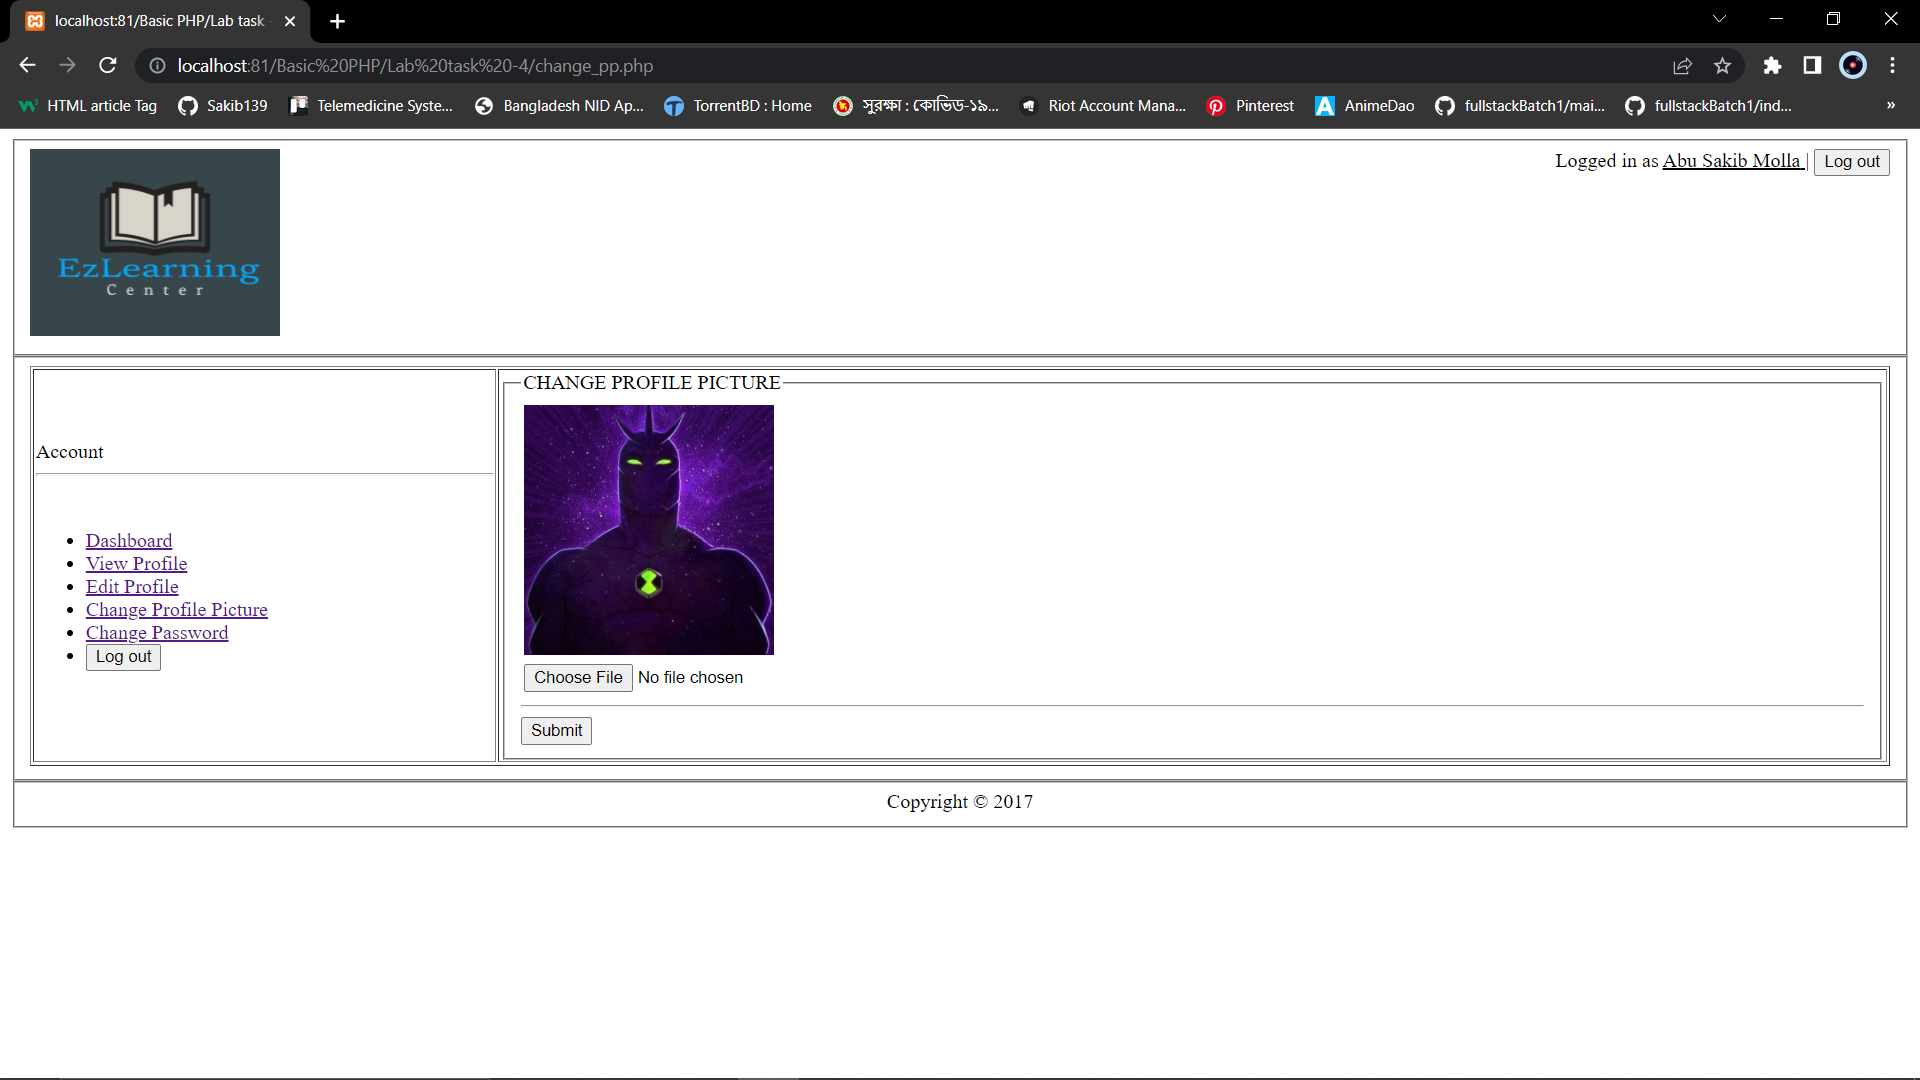 localhost:81/Basic PHP/Lab task -
localhost:81/Basic%20PHP/Lab%20task%20-4/change_pp.php
HTML article Tag
Sakib139
Telemedicine Syste...
Bangladesh NID Ap...
TorrentBD : Home
সুরক্ষা : কোভিড-১৯...
Riot Account Mana...
Pinterest
AnimeDao
fullstackBatch1/mai...
fullstackBatch1/ind...
»
EzLearning
Center
Logged in as Abu Sakib Molla | Log out
Account
Dashboard
View Profile
Edit Profile
Change Profile Picture
Change Password
Log out
CHANGE PROFILE PICTURE
Choose File No file chosen
Submit
Copyright © 2017